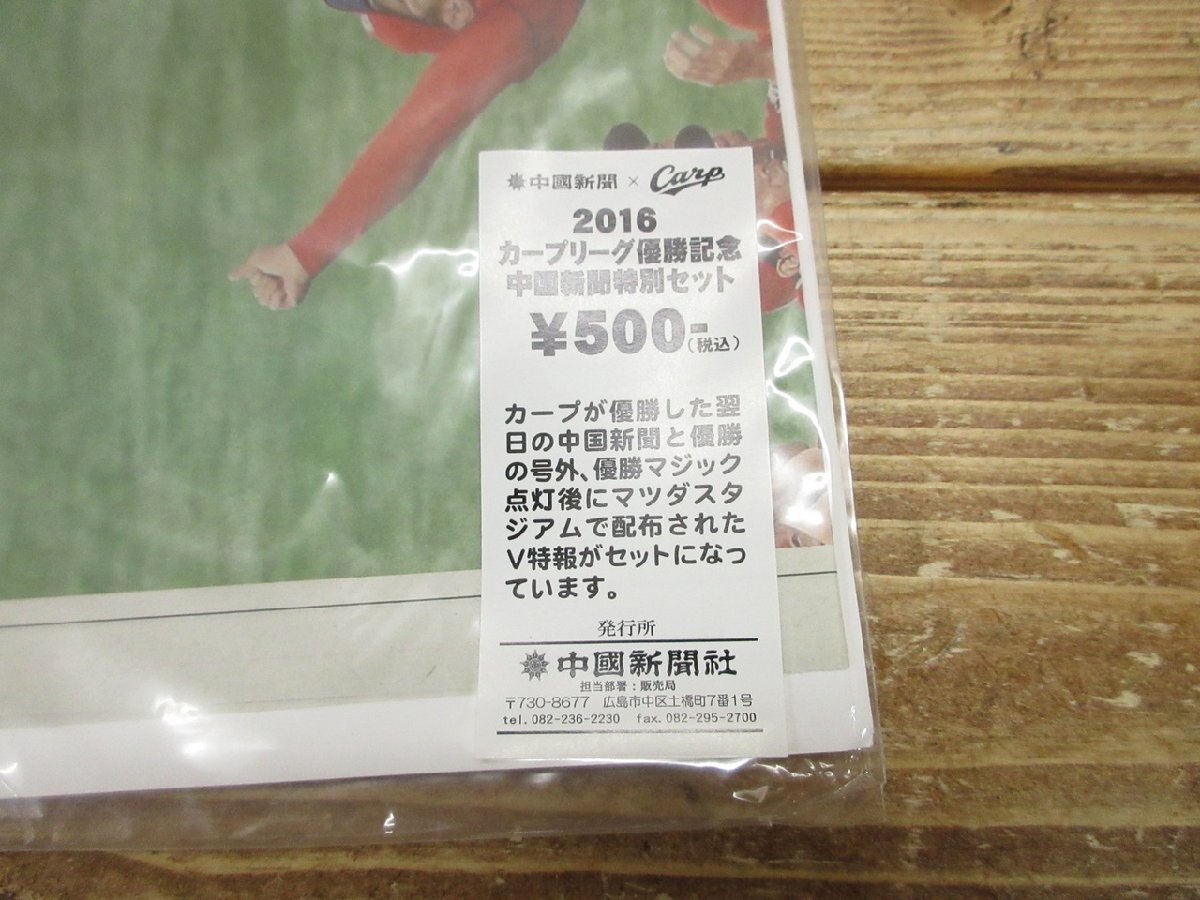 中國新聞 × Carp
2016
カープリーグ優勝記念
中国新聞特別セット
¥500-(税込)
カープが優勝した翌
日の中国新聞と優勝
の号外、優勝マジック
点灯後にマツダスタ
ジアムで配布された
V特報がセットになっ
ています。
発行所
中國新聞社
担当部署:販売局
〒730-8677 広島市中区土橋町7番1号
tel.082-236-2230 fax.082-295-2700